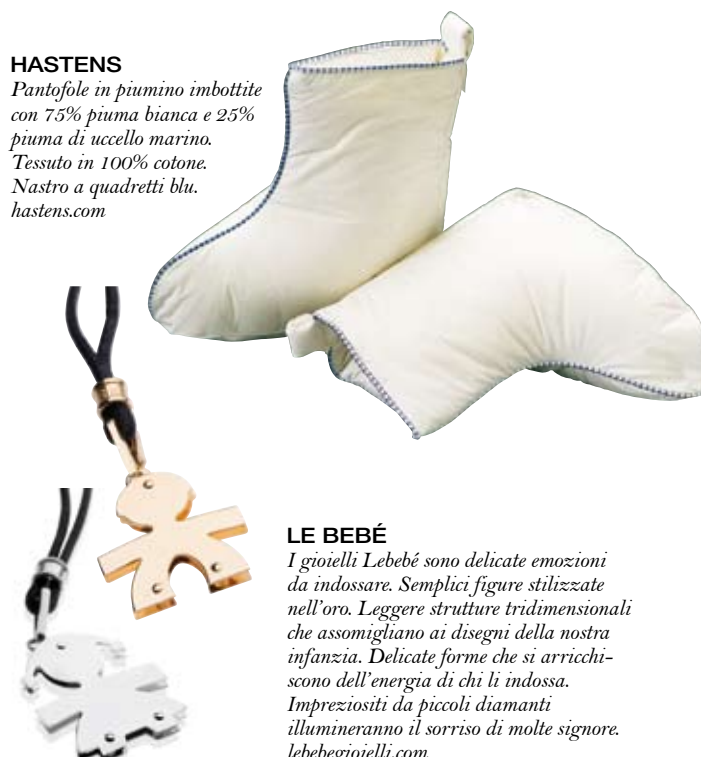 HASTENS
Pantofole in piumino imbottite
con 75% piuma bianca e 25%
piuma di uccello marino.
Tessuto in 100% cotone.
Nastro a quadretti blu.
hastens.com
LE BEBÉ
I gioielli Lebebé sono delicate emozioni
da indossare. Semplici figure stilizzate
nell'oro. Leggere strutture tridimensionali
che assomigliano ai disegni della nostra
infanzia. Delicate forme che si arricchi-
scono dell'energia di chi li indossa.
Impreziositi da piccoli diamanti
illumineranno il sorriso di molte signore.
lebebegioielli.com